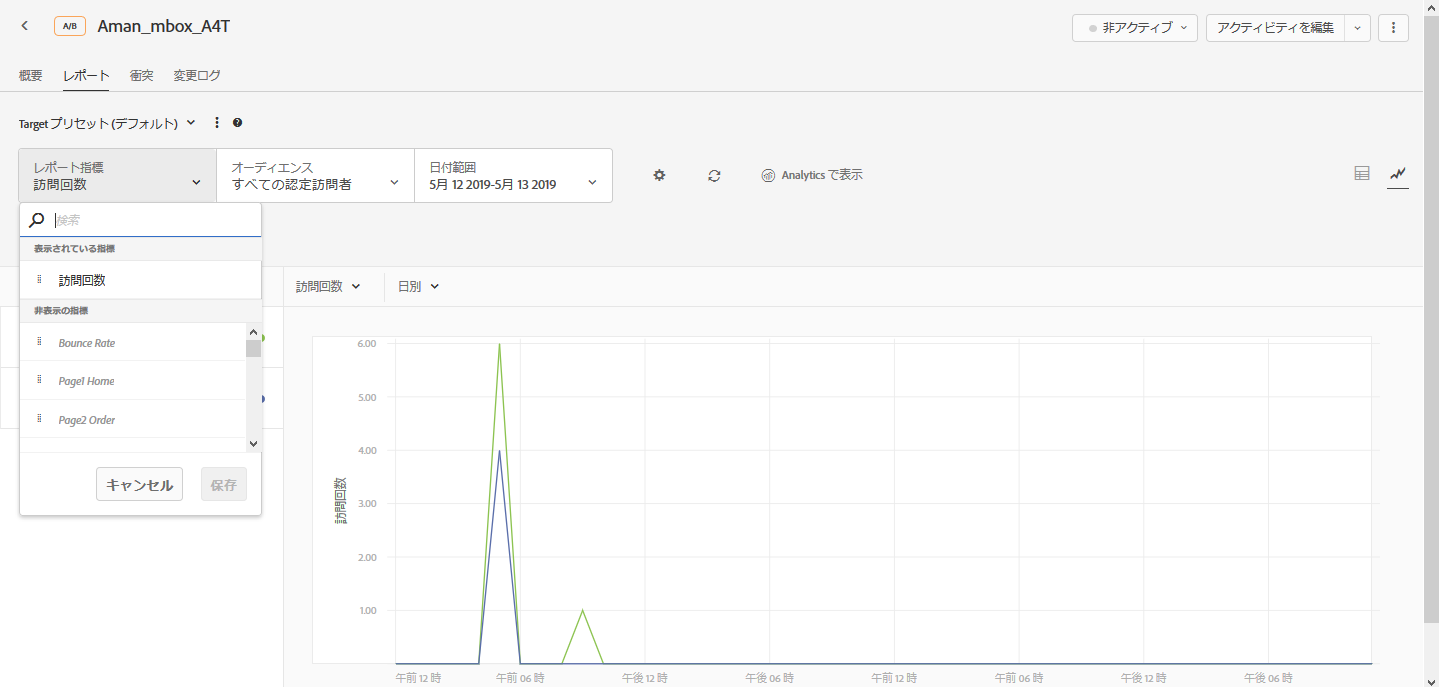 A/B Aman_mbox_A4T 非アクティブ アクティビティを編集
概要 レポート 衝突 変更ログ
Target プリセット (デフォルト)
レポート指標 オーディエンス 日付範囲
訪問回数 すべての認定訪問者 5月 12 2019-5月 13 2019
Analytics で表示
検索
表示されている指標
訪問回数
非表示の指標
Bounce Rate
Page1 Home
Page2 Order
キャンセル 保存
訪問回数 日別
6.00
5.00
4.00
3.00
2.00
1.00
訪問回数
午前 12 時 午前 06 時 午後 12 時 午後 06 時 午前 12 時 午前 06 時 午後 12 時 午後 06 時